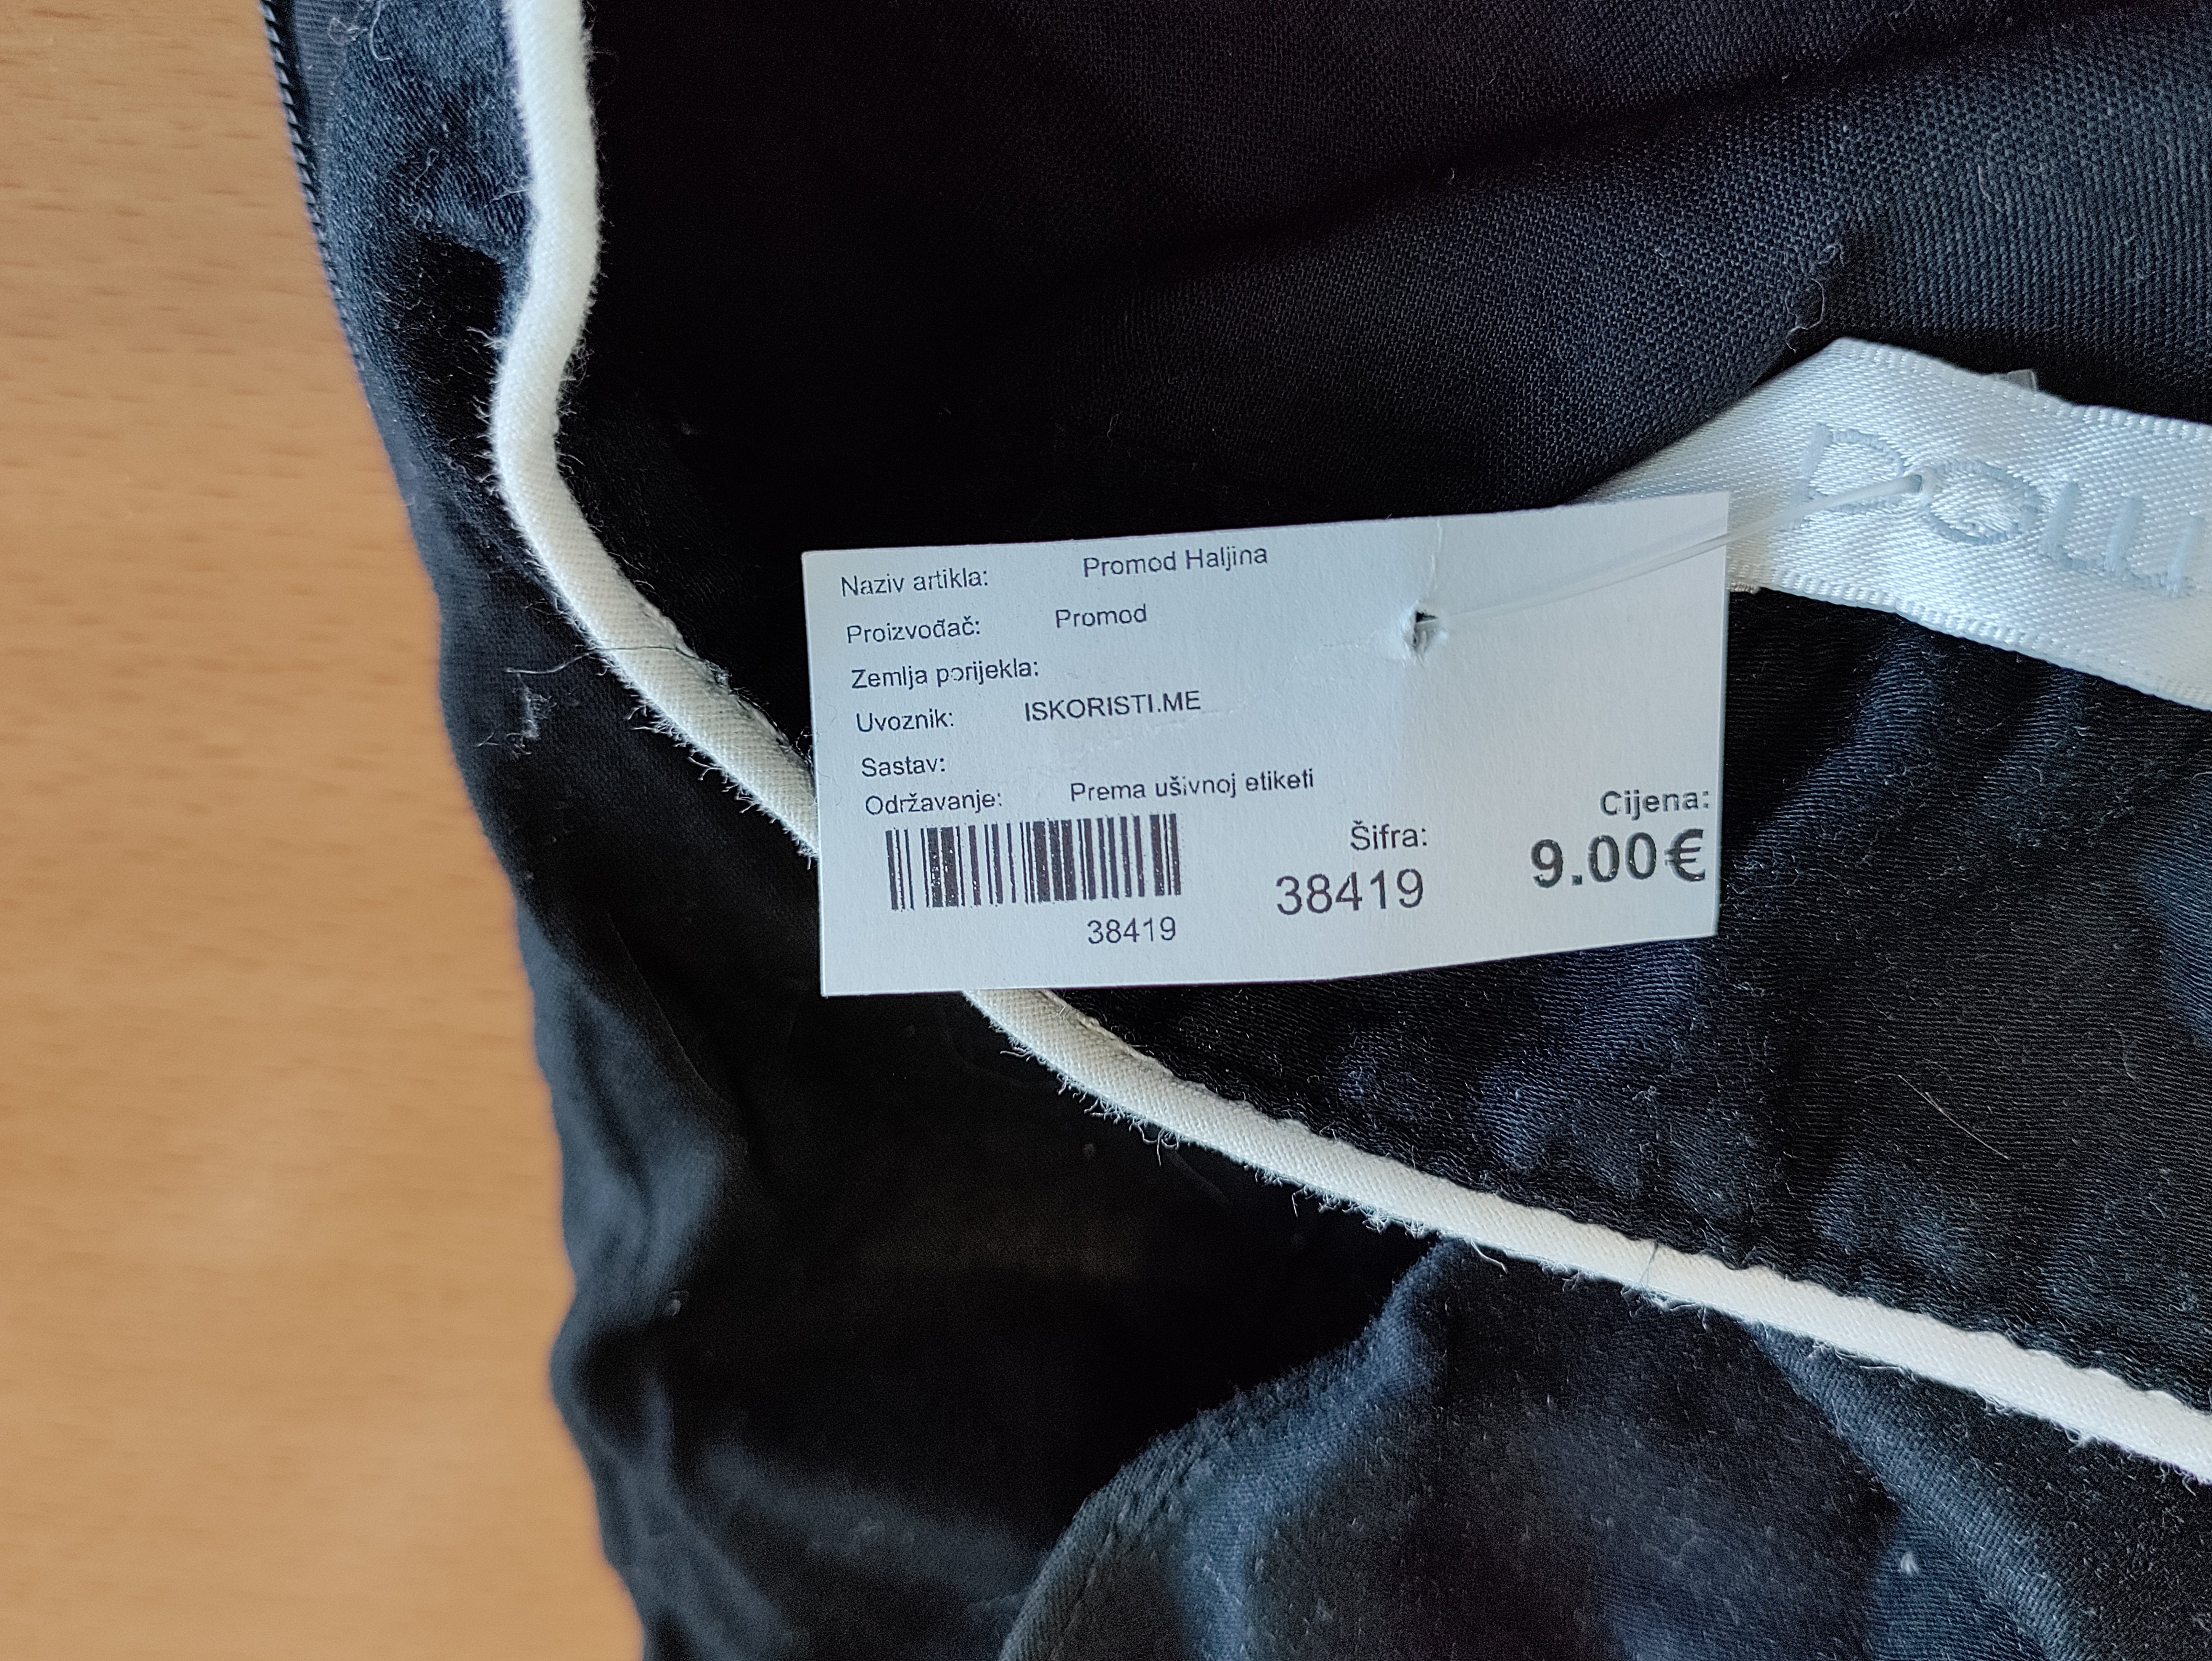 Naziv artikla: Promod Haljina
Proizvođač: Promod
Zemlja porijekla:
Uvoznik: ISKORISTI.ME
Sastav:
Održavanje: Prema ušivnoj etiketi
38419
Šifra:
38419
Cijena:
9.00€